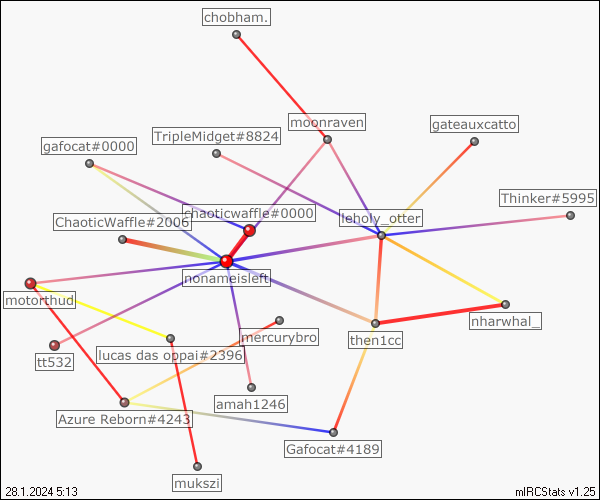 chobham.
moonraven
gateauxcatto
TripleMidget#8824
gafocat#0000
Thinker#5995
chaoticwaffle#0000
leholy_otter
ChaoticWaffle#2006
nonameisleft
motorthud
nharwhal_
mercurybro
then1cc
lucas das oppai#2396
tt532
amah1246
Azure Reborn#4243
Gafocat#4189
mukszi
28.1.2024 5:13
mIRCStats v1.25